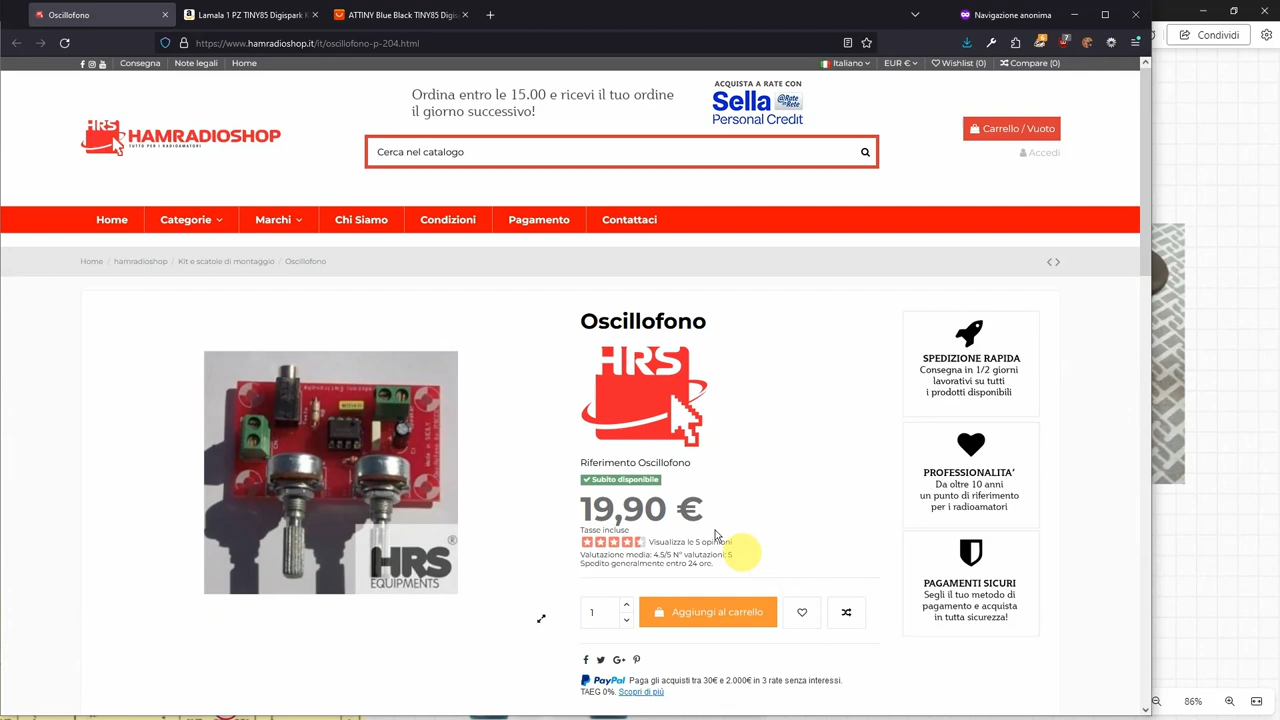 Oscillofono
Lamala 1 PZ TINY85 Digispark K
ATTINY Blue Black TINY85 Digis
Navigazione anonima
https://www.hamradioshop.it/it/oscillofono-p-204.html
Condividi
Consegna
Note legali
Home
Italiano
EUR €
Wishlist (0)
Compare (0)
Ordina entro le 15.00 e ricevi il tuo ordine
il giorno successivo!
ACQUISTA A RATE CON
Sella
@Rate
Personal Credit
HRS HAMRADIOSHOP
TUTTO PER I RADIOAMATORI
Cerca nel catalogo
Carrello / Vuoto
Accedi
Home
Categorie
Marchi
Chi Siamo
Condizioni
Pagamento
Contattaci
Home / hamradioshop / Kit e scatole di montaggio / Oscillofono
Oscillofono
HRS
Riferimento Oscillofono
Subito disponibile
19,90 €
Tasse incluse
Visualizza le 5 opinioni
Valutazione media: 4.5/5 N° valutazioni: 5
Spedito generalmente entro 24 ore.
1
Aggiungi al carrello
PayPal Paga gli acquisti tra 30€ e 2.000€ in 3 rate senza interessi.
TAEG 0%. Scopri di più
HRS
EQUIPMENTS
SPEDIZIONE RAPIDA
Consegna in 1/2 giorni
lavorativi su tutti
i prodotti disponibili
PROFESSIONALITA'
Da oltre 10 anni
un punto di riferimento
per i radioamatori
PAGAMENTI SICURI
Segli il tuo metodo di
pagamento e acquista
in tutta sicurezza!
86%